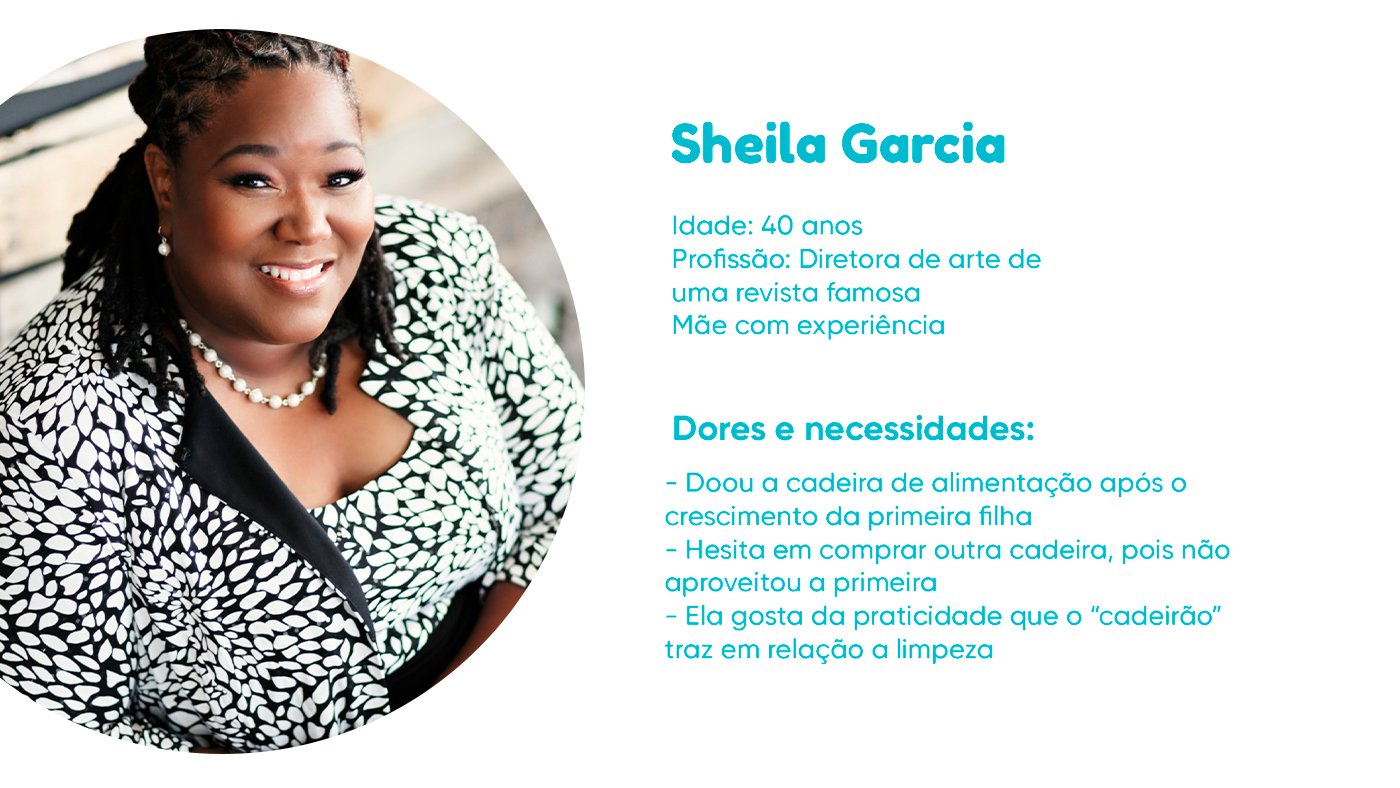 Sheila Garcia
Idade: 40 anos
Profissão: Diretora de arte de
uma revista famosa
Mãe com experiência
Dores e necessidades:
- Doou a cadeira de alimentação após o
crescimento da primeira filha
- Hesita em comprar outra cadeira, pois não
aproveitou a primeira
- Ela gosta da praticidade que o “cadeirão”
traz em relação a limpeza